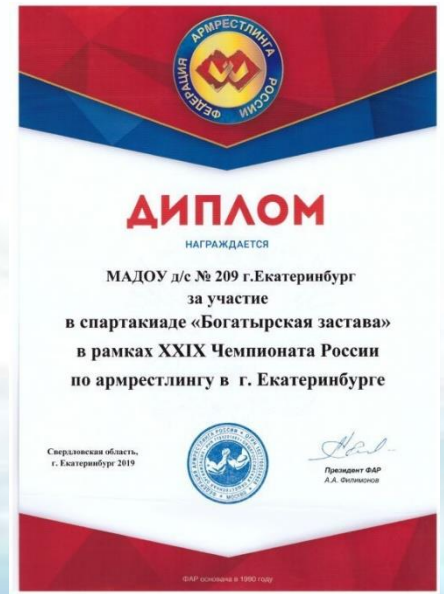 ФЕДЕРАЦИЯ АРМРЕСТЛИНГА РОССИИ
ДИПЛОМ
НАГРАЖДАЕТСЯ
МАДОУ д/с № 209 г.Екатеринбург
за участие
в спартакиаде «Богатырская застава»
в рамках XXIX Чемпионата России
по армрестлингу в г. Екатеринбурге
Свердловская область,
г. Екатеринбург 2019
Президент ФАР
А.А. Филимонов
ФАР основана в 1990 году